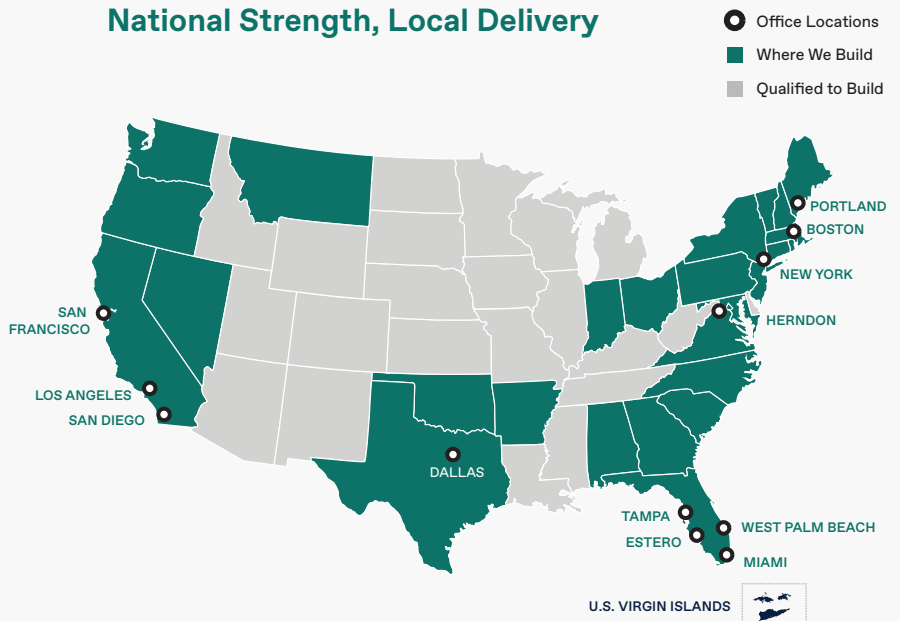 National Strength, Local Delivery
Office Locations
Where We Build
Qualified to Build
PORTLAND
BOSTON
NEW YORK
SAN
FRANCISCO
HERNDON
LOS ANGELES
SAN DIEGO
DALLAS
TAMPA
WEST PALM BEACH
ESTERO
MIAMI
U.S. VIRGIN ISLANDS